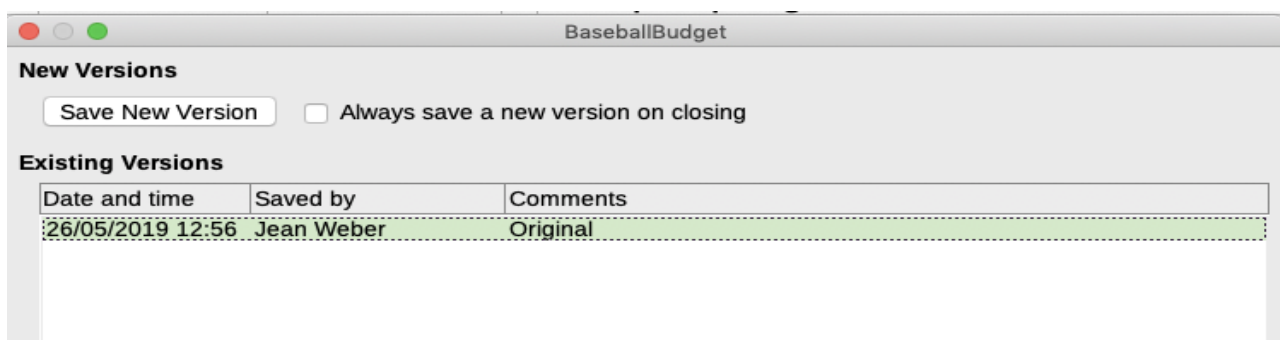 BaseballBudget
New Versions
Save New Version Always save a new version on closing
Existing Versions
Date and time Saved by Comments
26/05/2019 12:56 Jean Weber Original